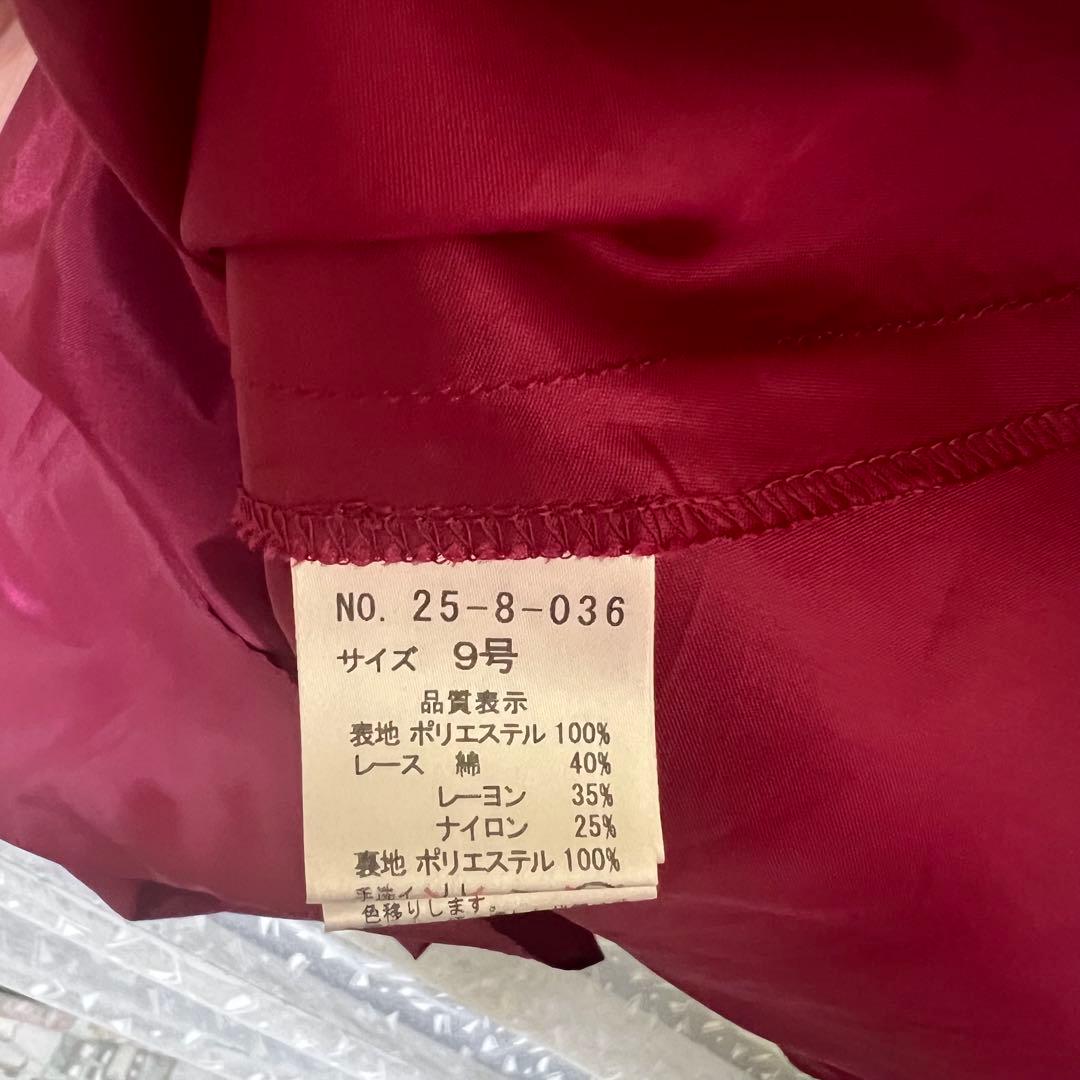 NO. 25-8-036
サイズ 9号
品質表示
表地 ポリエステル 100%
レース 綿 40%
レーヨン 35%
ナイロン 25%
裏地 ポリエステル 100%
色移りします。